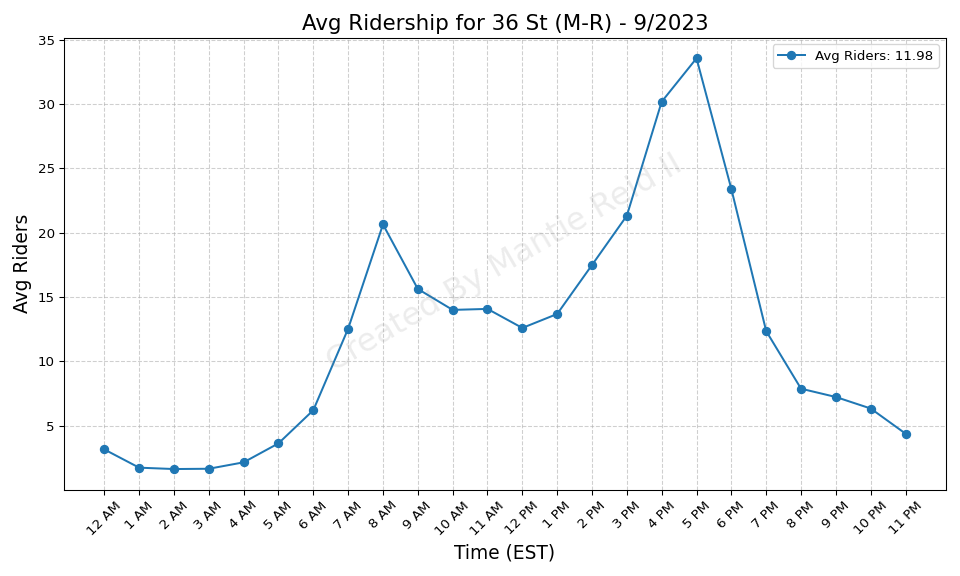 Avg Ridership for 36 St (M-R) - 9/2023
Avg Riders: 11.98
35
30
25
20
15
10
5
Avg Riders
Created By Mantle Reid II
12 AM
1 AM
2 AM
3 AM
4 AM
5 AM
6 AM
7 AM
8 AM
9 AM
10 AM
11 AM
12 PM
1 PM
2 PM
3 PM
4 PM
5 PM
6 PM
7 PM
8 PM
9 PM
10 PM
11 PM
Time (EST)